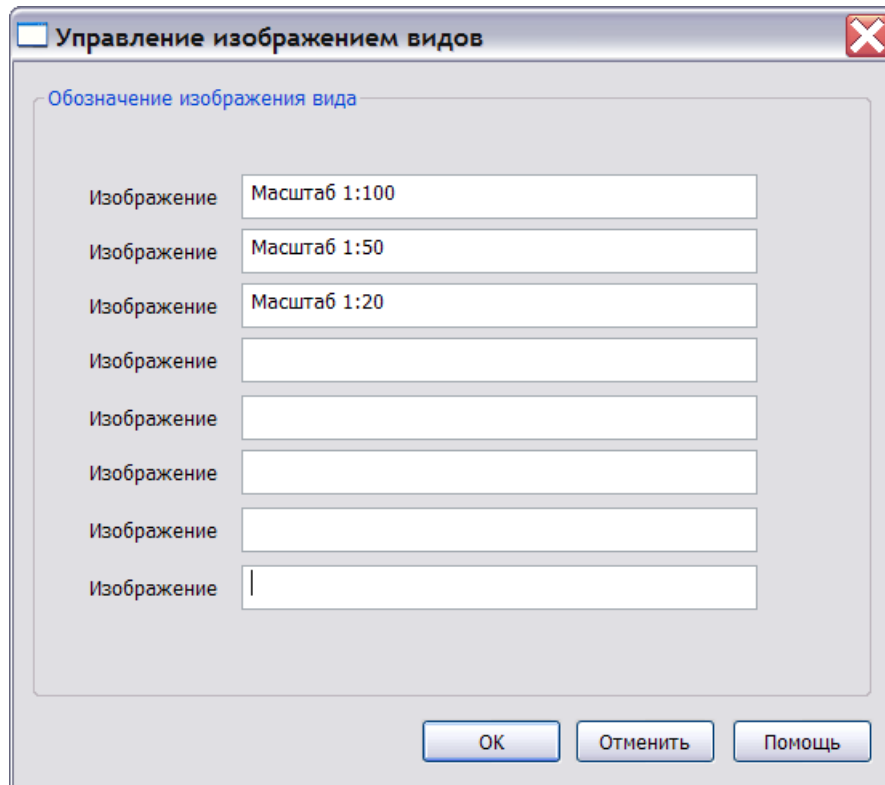 Управление изображением видов
Обозначение изображения вида
Изображение Масштаб 1:100
Изображение Масштаб 1:50
Изображение Масштаб 1:20
Изображение
Изображение
Изображение
Изображение
Изображение
OK Отменить Помощь